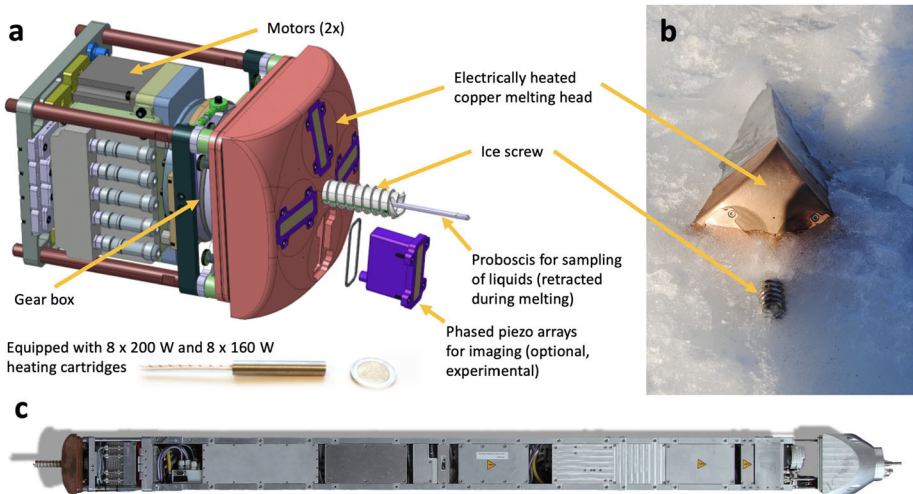 a
Motors (2x)
b
Electrically heated
copper melting head
Ice screw
Proboscis for sampling
of liquids (retracted
during melting)
Gear box
Phased piezo arrays
for imaging (optional,
experimental)
Equipped with 8 x 200 W and 8 x 160 W
heating cartridges
c